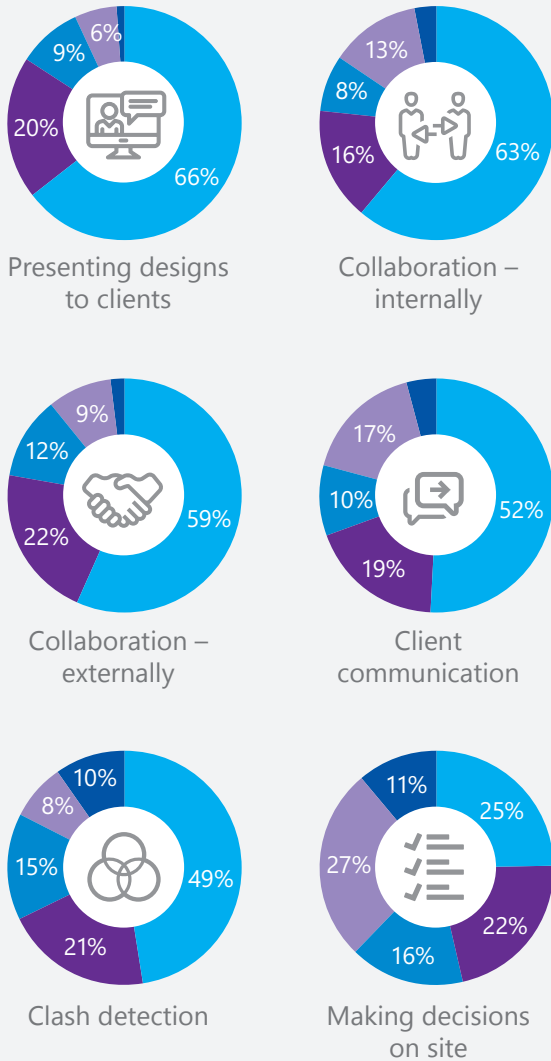 6%
9%
20%
66%
Presenting designs
to clients
13%
8%
16%
63%
Collaboration –
internally
9%
12%
22%
59%
Collaboration –
externally
17%
10%
19%
52%
Client
communication
10%
8%
15%
21%
49%
Clash detection
11%
25%
27%
22%
16%
Making decisions
on site